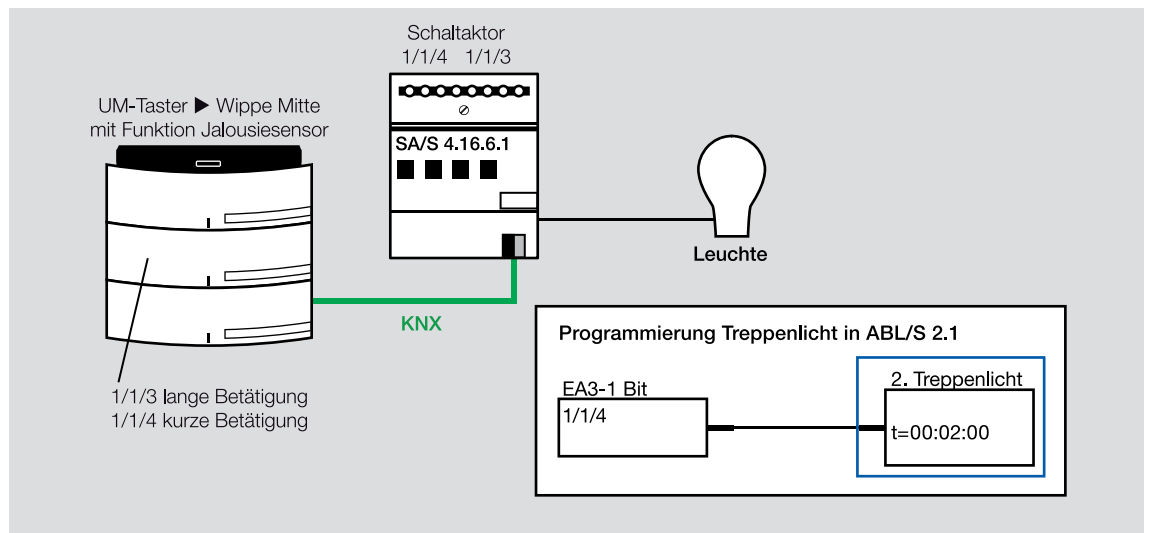 Schaltaktor
1/1/4 1/1/3
UM-Taster ▶ Wippe Mitte
mit Funktion Jalousiesensor
SA/S 4.16.6.1
Leuchte
KNX
1/1/3 lange Betätigung
1/1/4 kurze Betätigung
Programmierung Treppenlicht in ABL/S 2.1
EA3-1 Bit
1/1/4
2. Treppenlicht
t=00:02:00